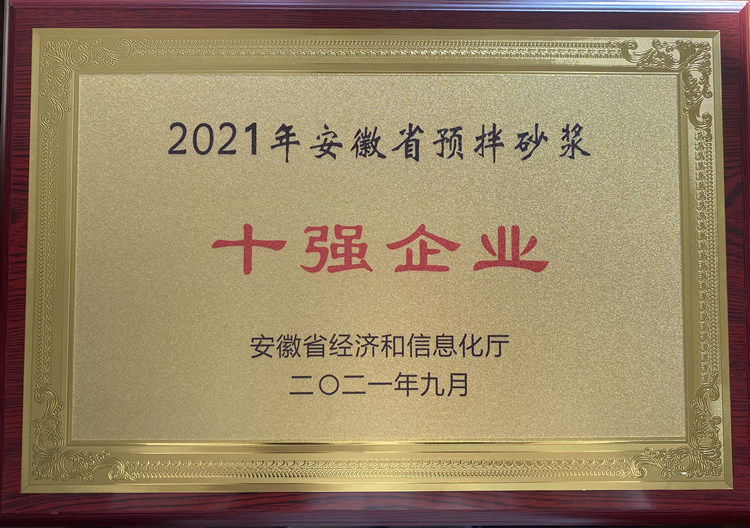 2021年安徽省预拌砂浆
十强企业
安徽省经济和信息化厅
二〇二一年九月